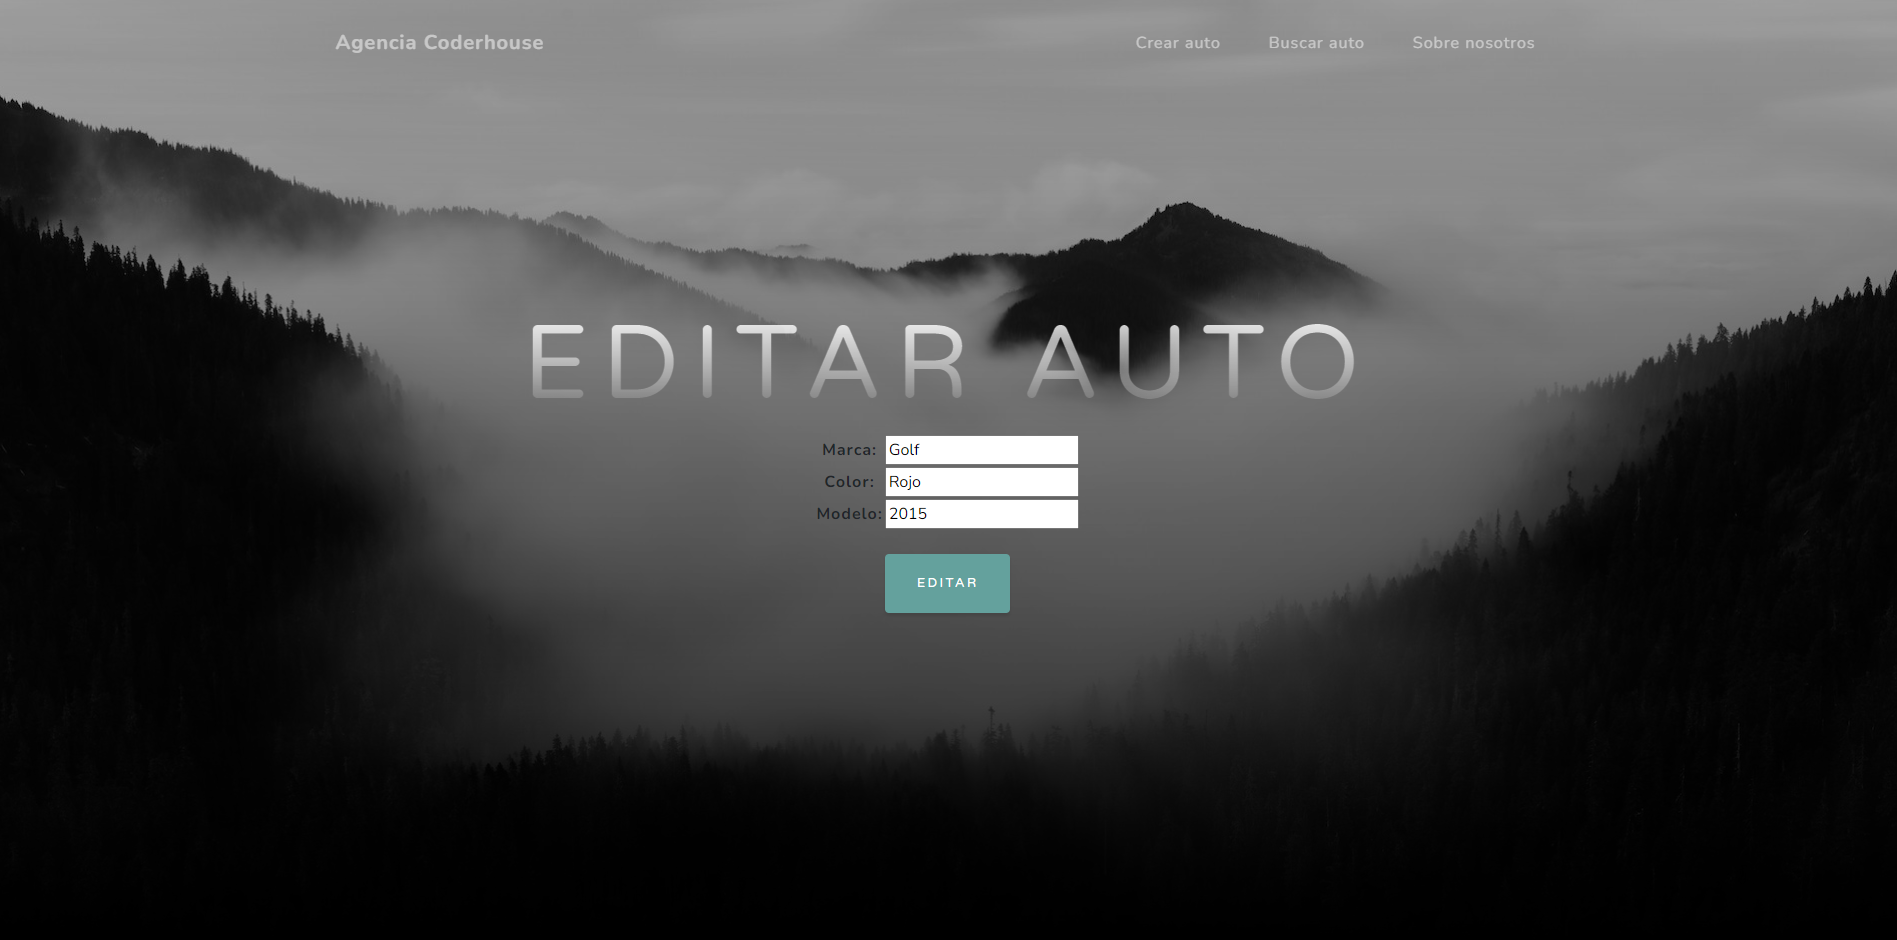 Agencia Coderhouse
Crear auto Buscar auto Sobre nosotros
EDITAR AUTO
Marca: Golf
Color: Rojo
Modelo: 2015
EDITAR